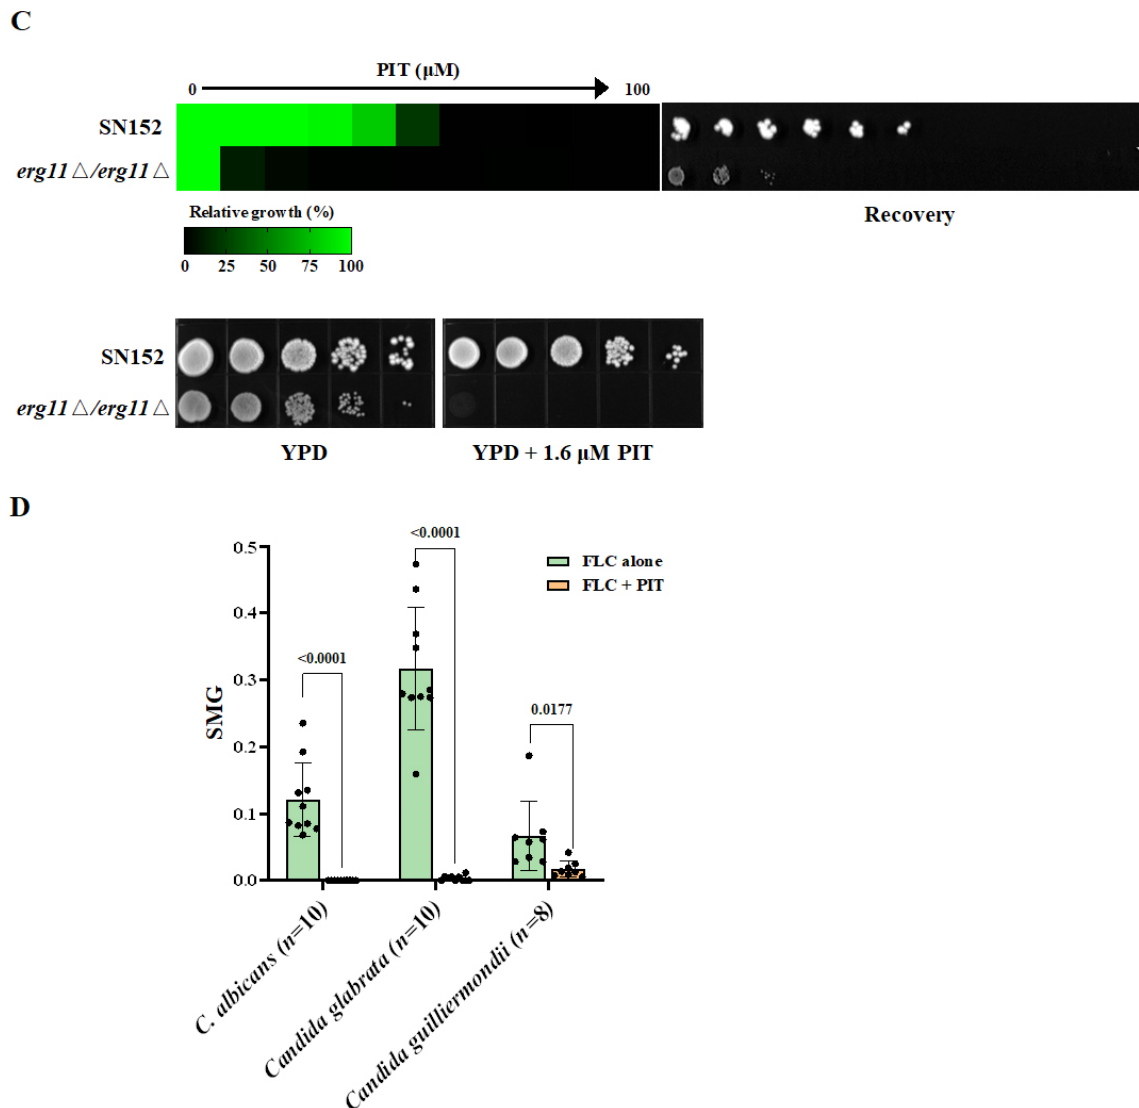 C
PIT (μM)
0
100
SN152
erg11△/erg11△
Recovery
Relative growth (%)
0 25 50 75 100
SN152
erg11△/erg11△
YPD
YPD + 1.6 μM PIT
D
<0.0001
<0.0001
0.0177
FLC alone
FLC + PIT
SMG
0.5
0.4
0.3
0.2
0.1
0.0
C. albicans (n=10)
Candida glabrata (n=10)
Candida guilliermondii (n=8)